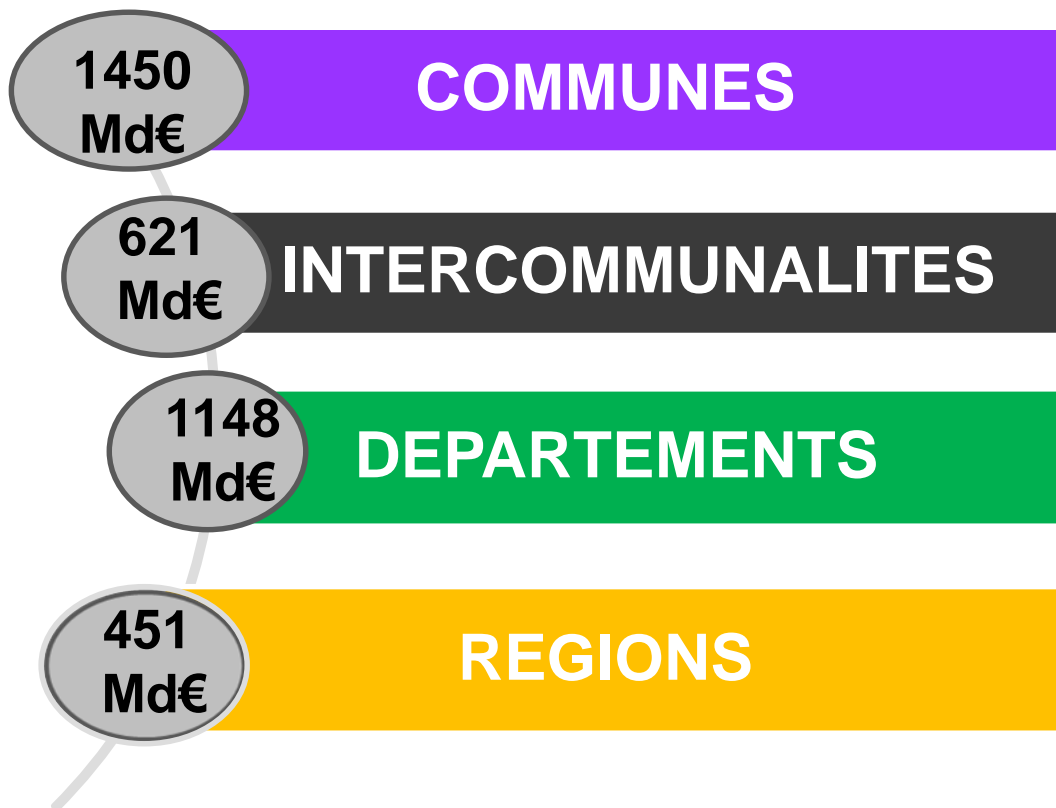 1450
Md€
COMMUNES
621
Md€
INTERCOMMUNALITES
1148
Md€
DEPARTEMENTS
451
Md€
REGIONS